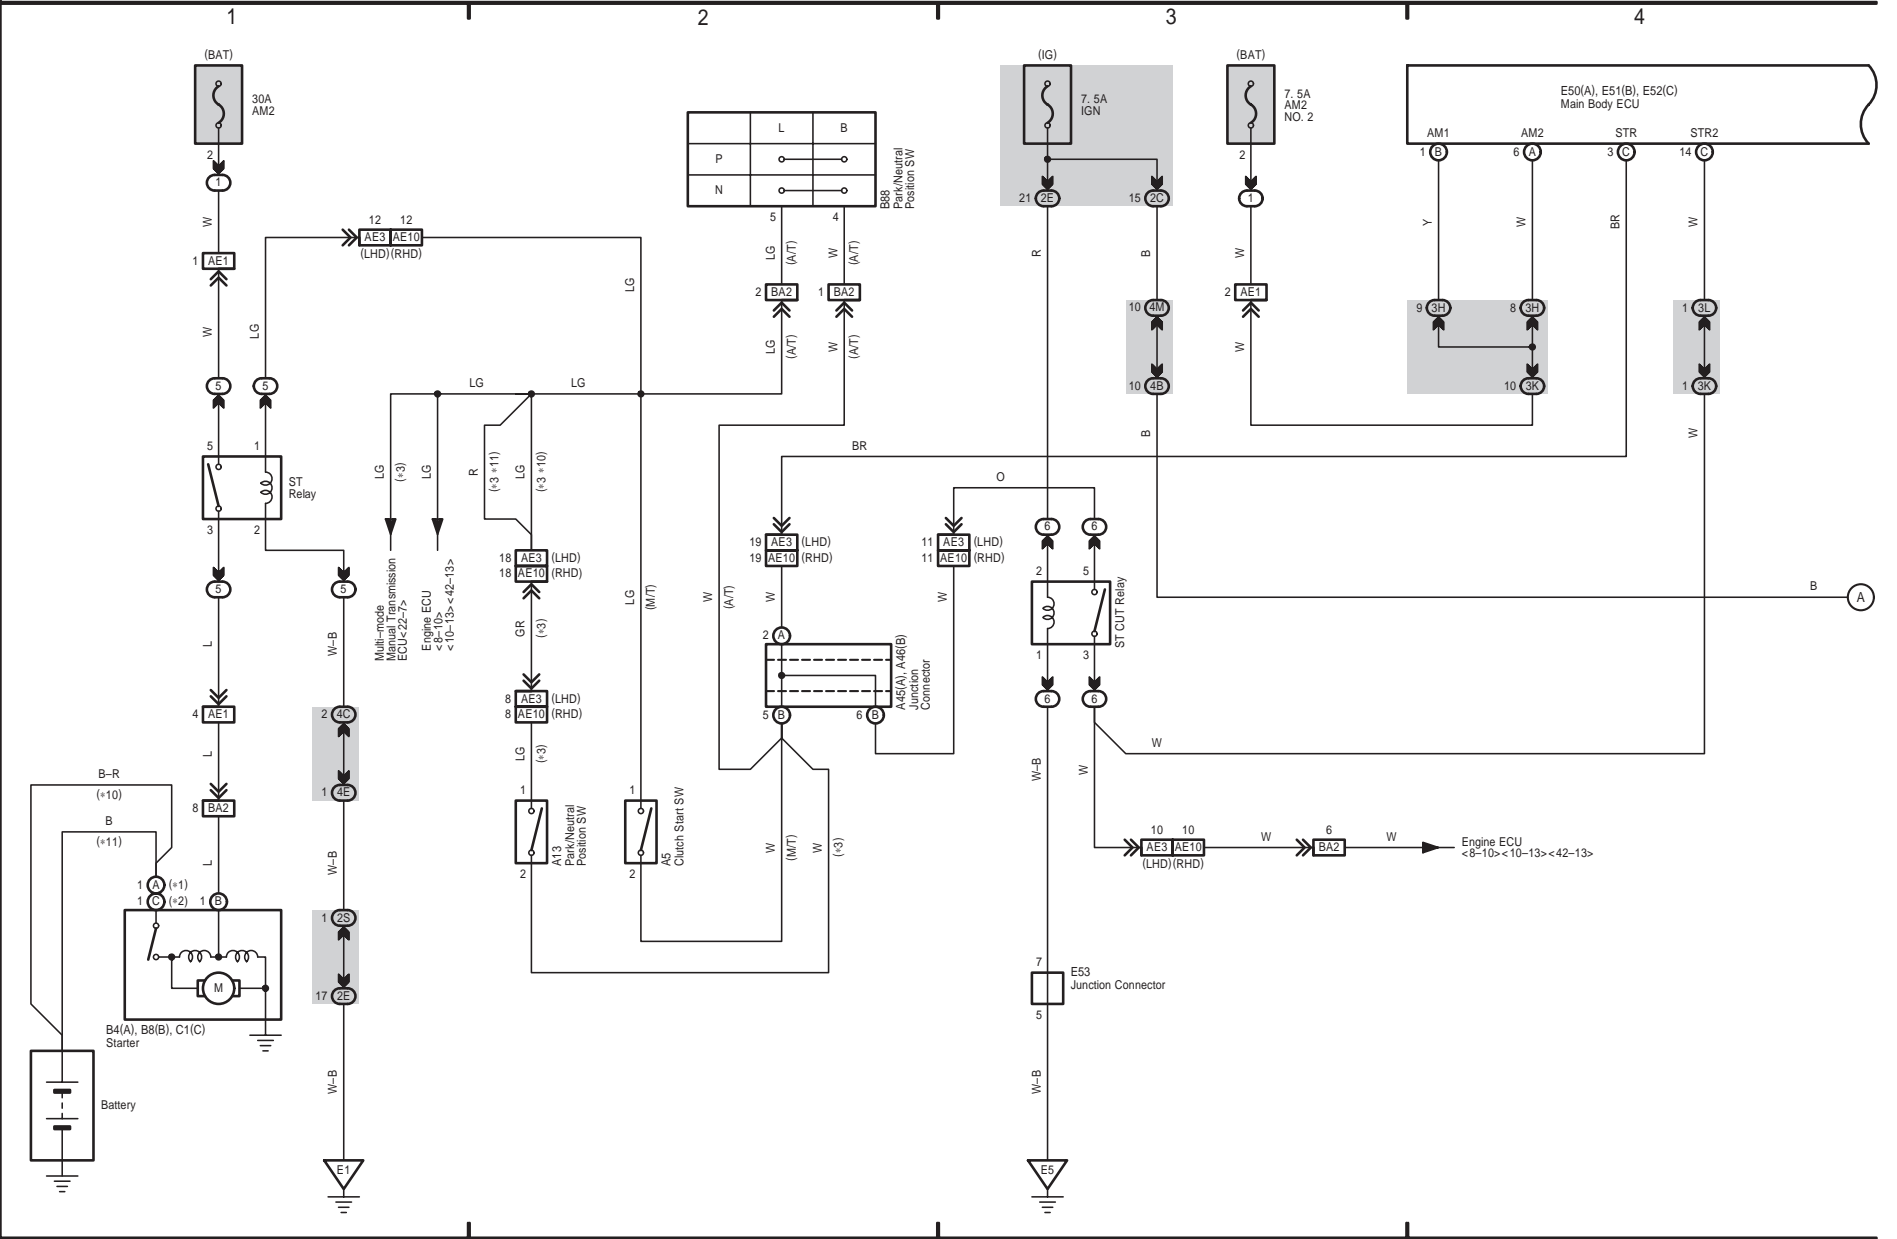 1
2
3
4
(BAT)
30A
AM2
2
1
W
1 AE1
W
LG
5
5
5
1
ST
Relay
3
2
5
5
L
W–B
4 AE1
L
8 BA2
L
2 4C
1 4E
W–B
1 2S
17 2E
W–B
E1
B–R
(*10)
B
(*11)
1 A (*1)
1 C (*2)
1 B
M
B4(A), B8(B), C1(C)
Starter
Battery
12 12
AE3 AE10
(LHD)(RHD)
LG
L B
P
N
B88
Park/Neutral
Position SW
5
4
LG
(A/T)
W
(A/T)
2 BA2
1 BA2
LG
(A/T)
W
(A/T)
LG
LG
LG
(*3)
LG
R
(*3 *11)
LG
(*3 *10)
Multi–mode
Manual Transmission
ECU<22–7>
Engine ECU
<8–10>
<10–13><42–13>
18 AE3 (LHD)
18 AE10 (RHD)
GR
(*3)
8 AE3 (LHD)
8 AE10 (RHD)
LG
(*3)
1
2
A13
Park/Neutral
Position SW
LG
(M/T)
1
2
A5
Clutch Start SW
W
(A/T)
BR
19 AE3 (LHD)
19 AE10 (RHD)
W
2 A
5 B
6 B
A45(A), A46(B)
Junction
Connector
W
(M/T)
W
(*3)
O
11 AE3 (LHD)
11 AE10 (RHD)
W
(IG)
7. 5A
IGN
21 2E
15 2C
R
B
10 4M
10 4B
B
6
6
2
5
ST CUT Relay
1
3
6
6
W–B
W
W
7
E53
Junction Connector
5
W–B
E5
10 10
AE3 AE10
(LHD)(RHD)
W
6
BA2
W
Engine ECU
<8–10><10–13><42–13>
(BAT)
7. 5A
AM2
NO. 2
2
1
W
2 AE1
W
E50(A), E51(B), E52(C)
Main Body ECU
AM1
AM2
STR
STR2
1 B
6 A
3 C
14 C
Y
W
BR
W
9 3H
8 3H
10 3K
1 3L
1 3K
W
B
A